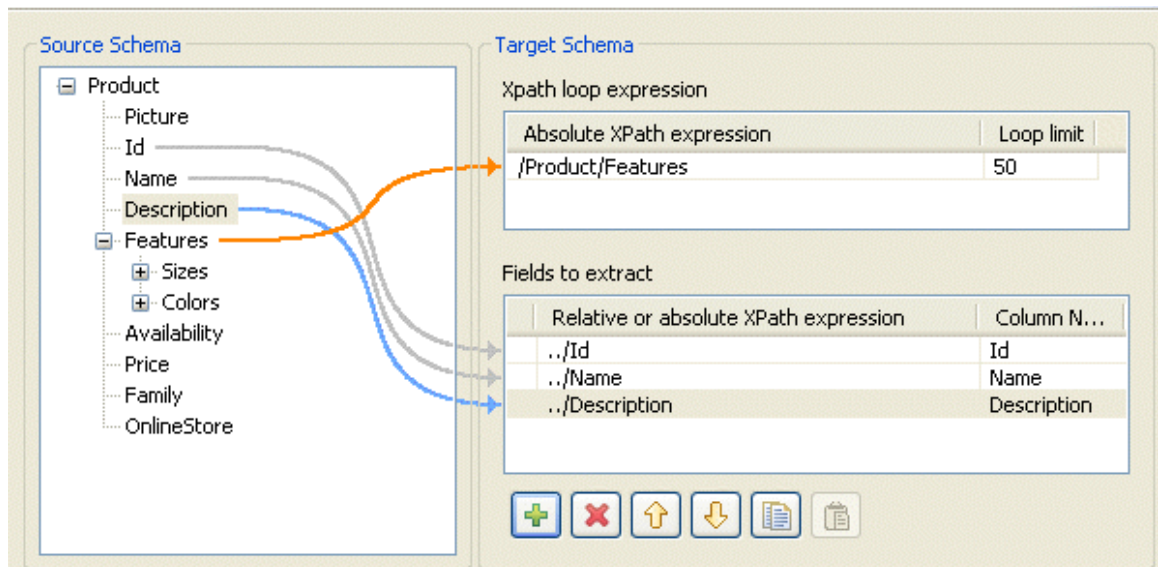 Source Schema
Product
Picture
Id
Name
Description
Features
Sizes
Colors
Availability
Price
Family
OnlineStore
Target Schema
Xpath loop expression
Absolute XPath expression Loop limit
/Product/Features 50
Fields to extract
Relative or absolute XPath expression Column N...
../Id Id
../Name Name
../Description Description